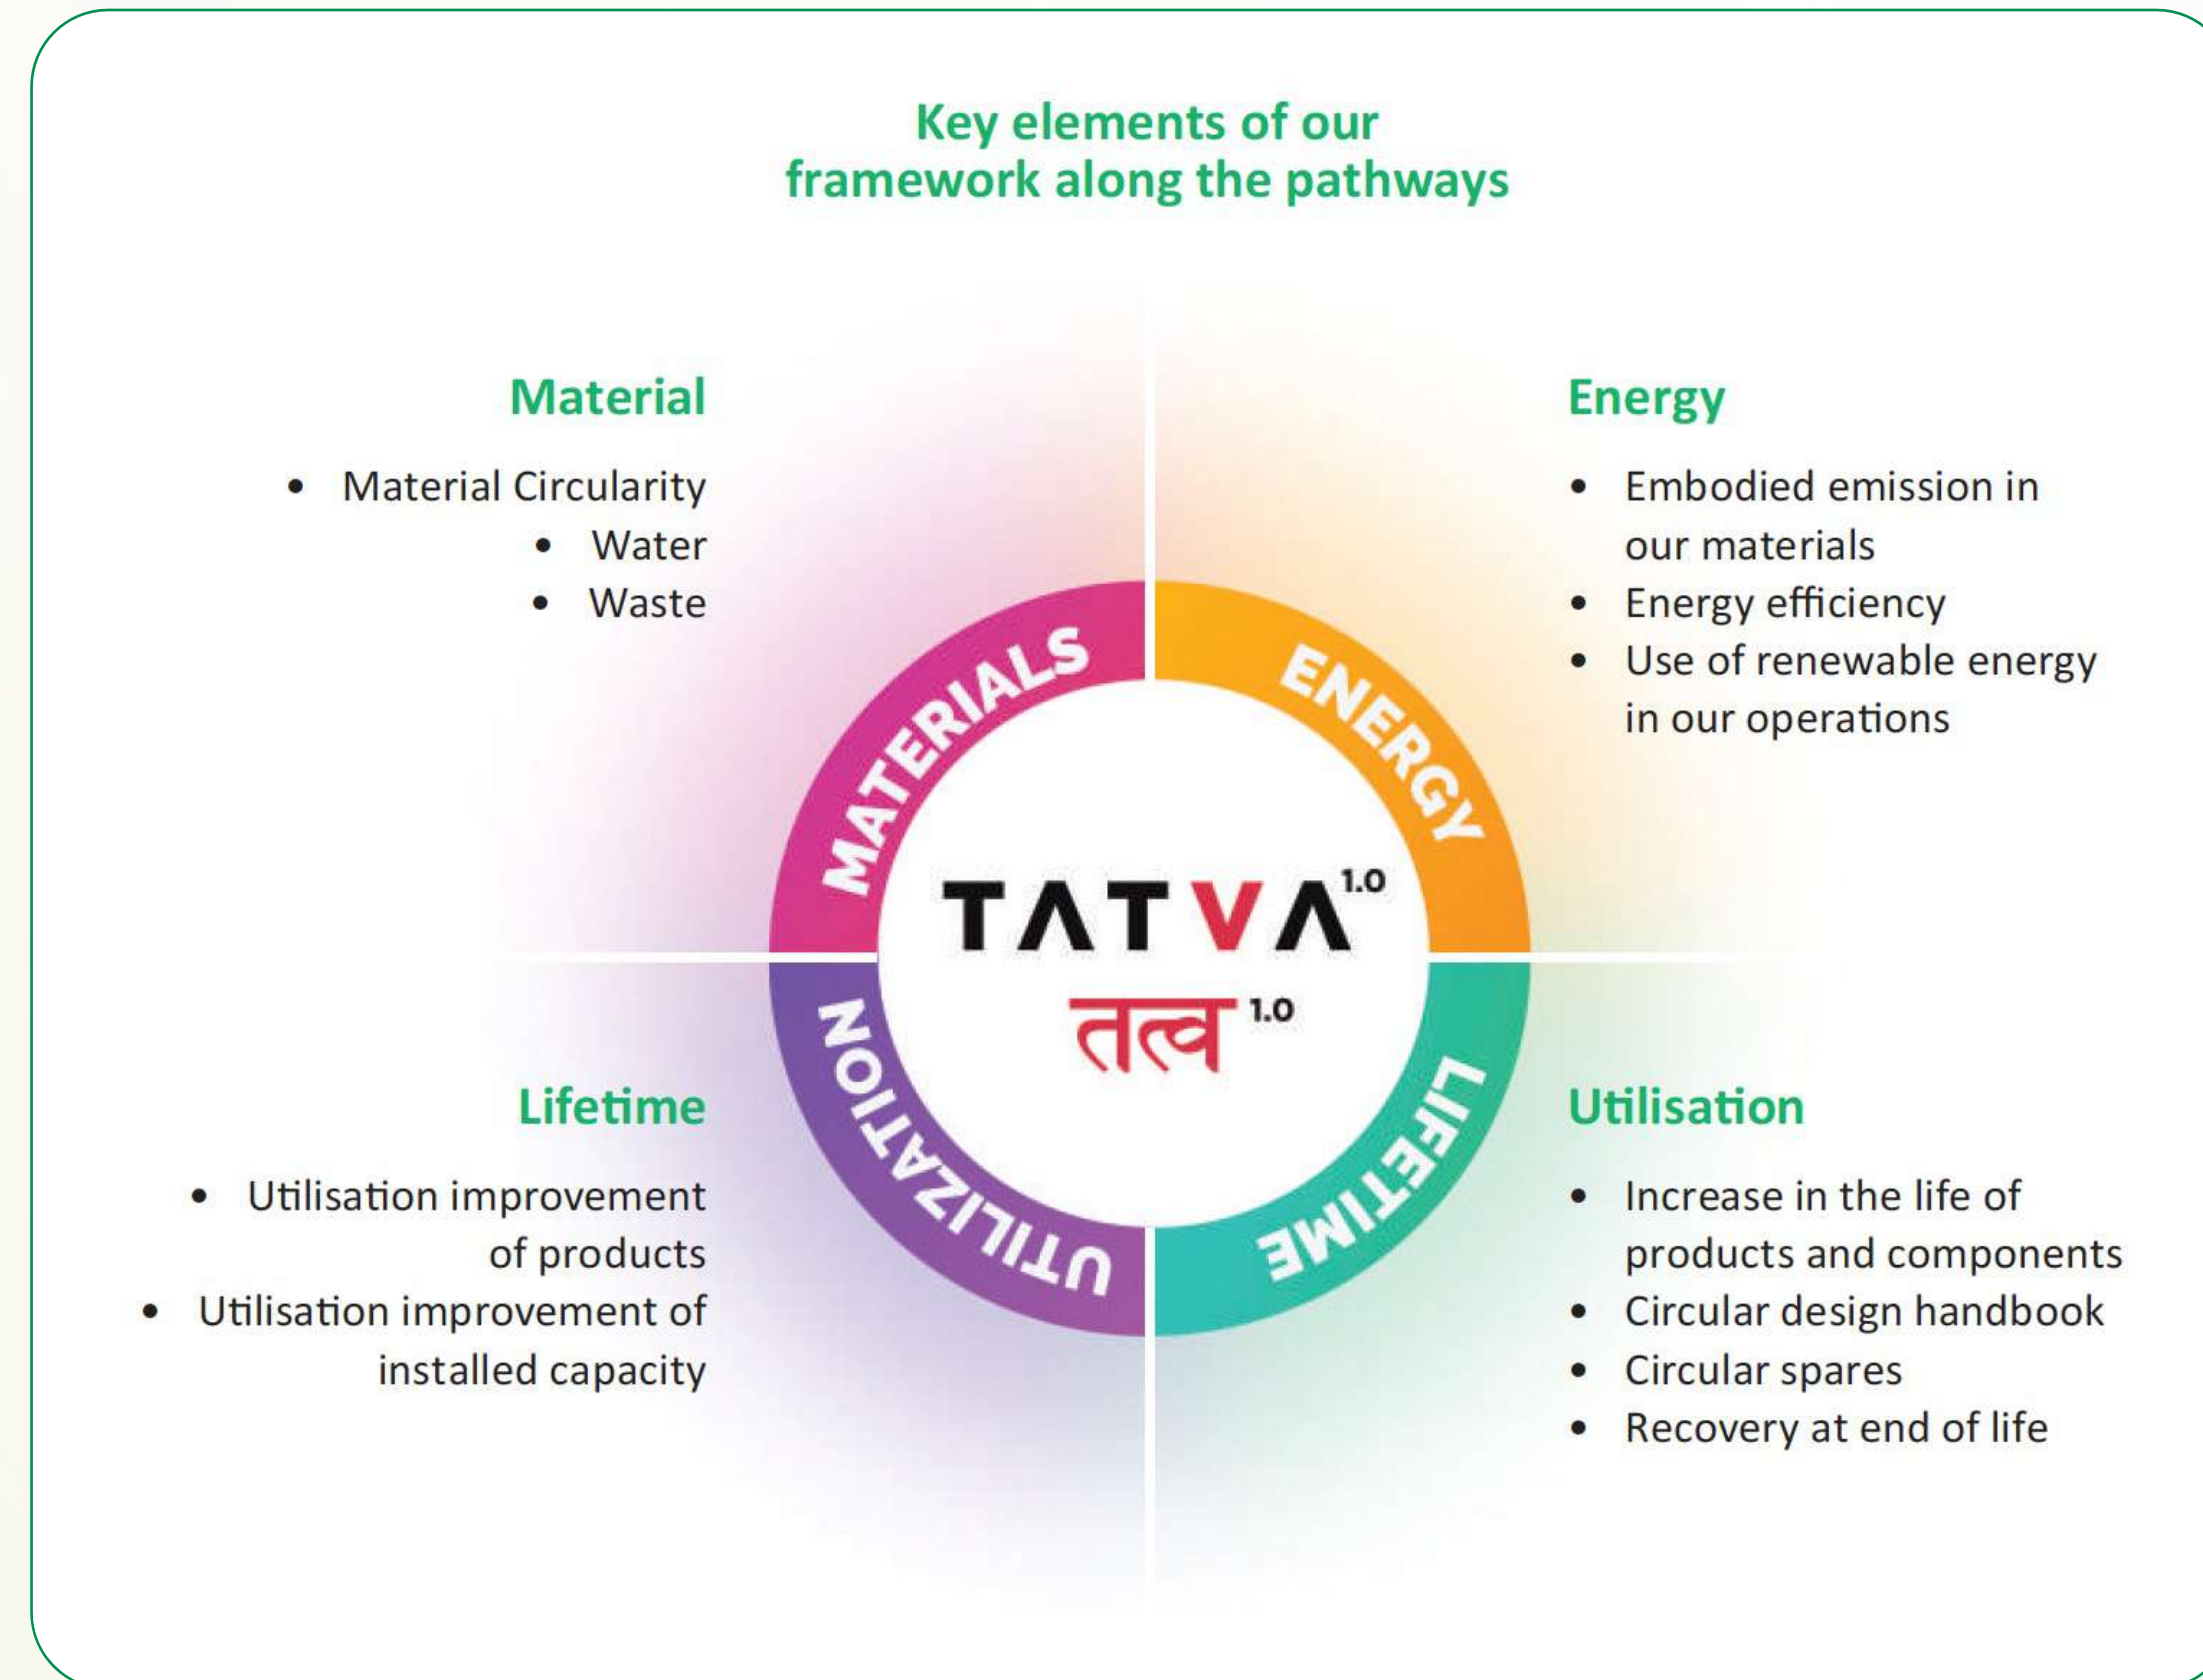 Key elements of our
framework along the pathways
Material
• Material Circularity
• Water
• Waste
Energy
• Embodied emission in
our materials
• Energy efficiency
• Use of renewable energy
in our operations
MATERIALS
ENERGY
TATVA 1.0
तत्व 1.0
UTILIZATION
LIFETIME
Lifetime
• Utilisation improvement
of products
• Utilisation improvement of
installed capacity
Utilisation
• Increase in the life of
products and components
• Circular design handbook
• Circular spares
• Recovery at end of life